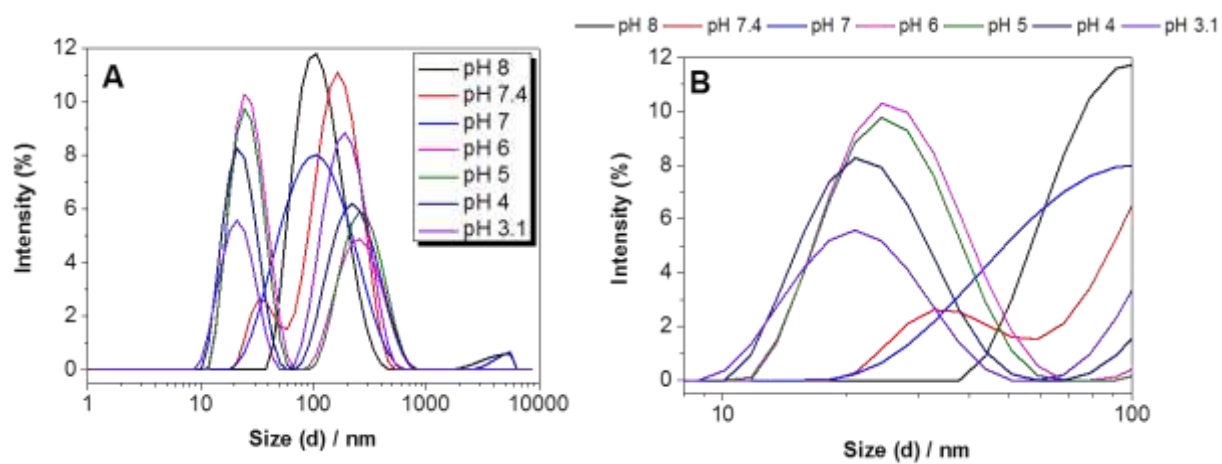 pH 8 pH 7.4 pH 7 pH 6 pH 5 pH 4 pH 3.1
A
pH 8
pH 7.4
pH 7
pH 6
pH 5
pH 4
pH 3.1
12
10
8
6
4
2
0
Intensity (%)
1 10 100 1000 10000
Size (d) / nm
B
12
10
8
6
4
2
0
Intensity (%)
10 100
Size (d) / nm